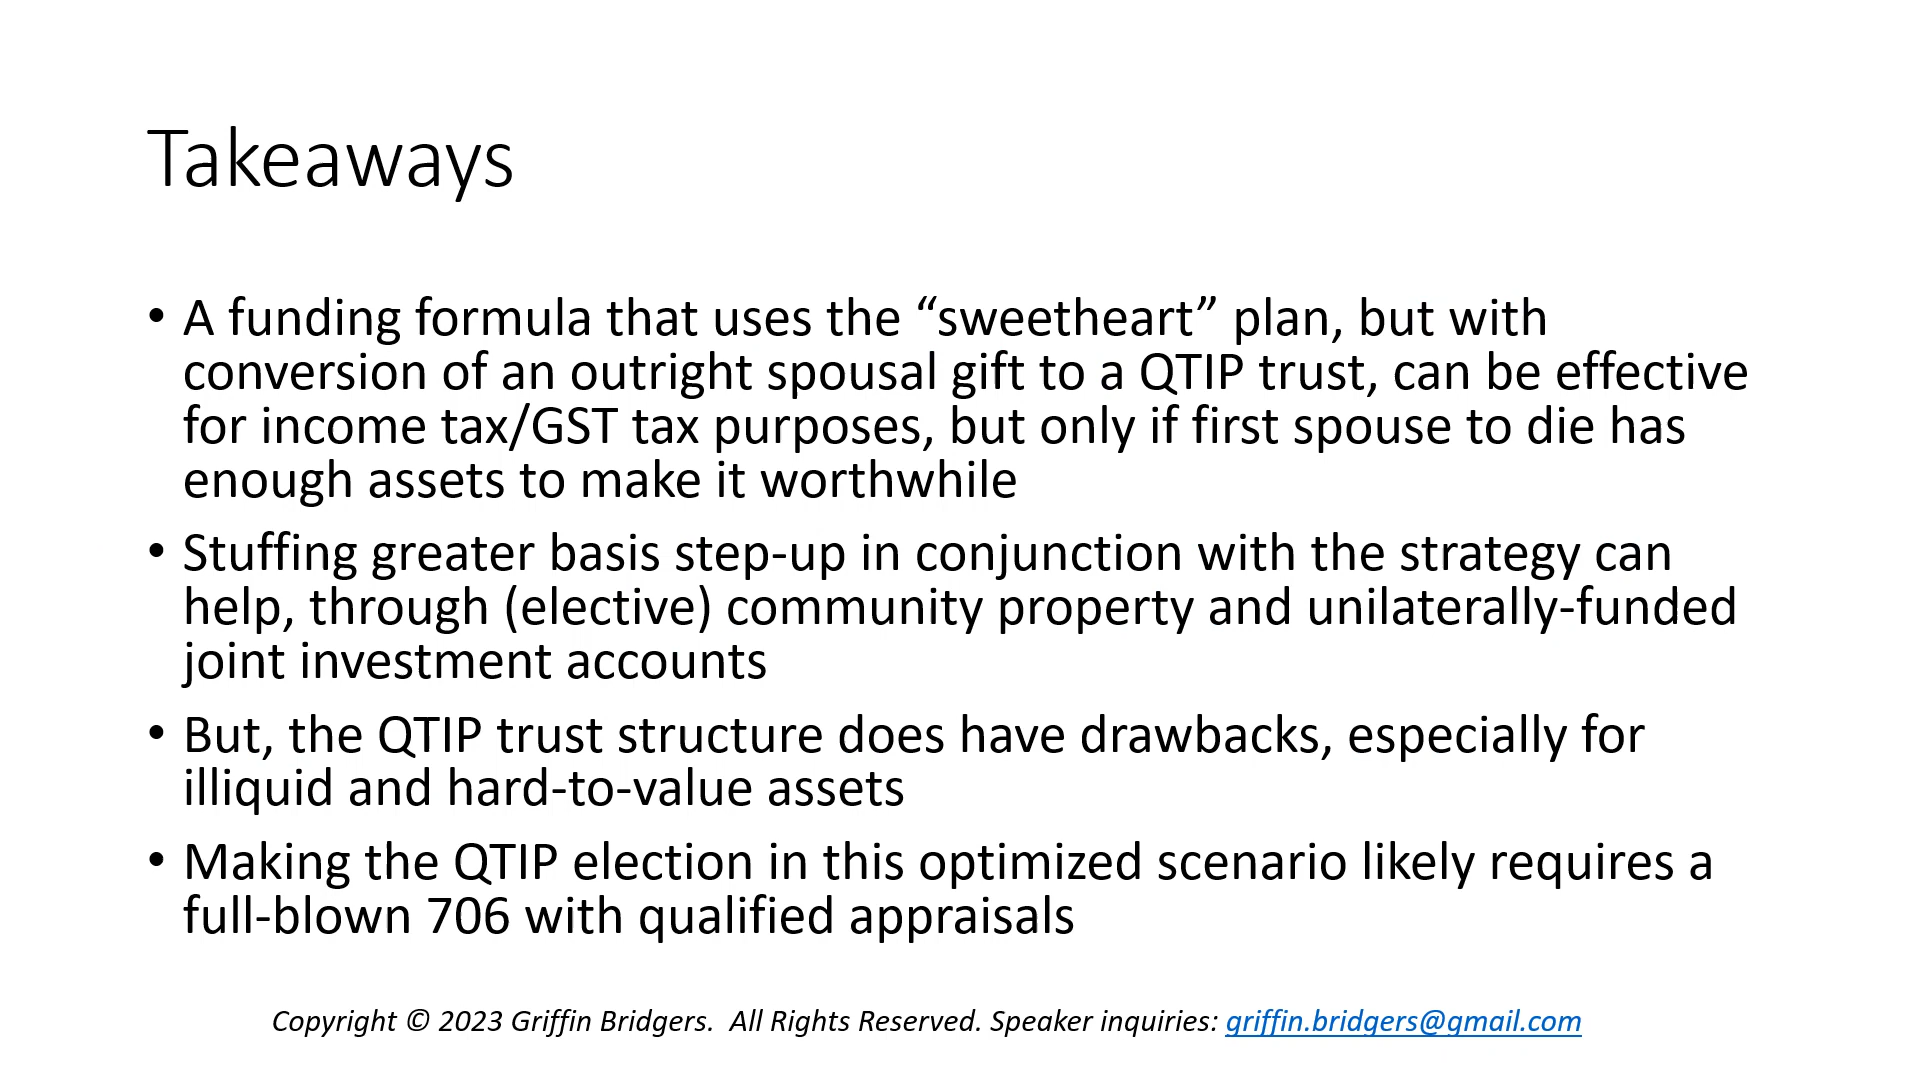 Takeaways
• A funding formula that uses the “sweetheart” plan, but with
conversion of an outright spousal gift to a QTIP trust, can be effective
for income tax/GST tax purposes, but only if first spouse to die has
enough assets to make it worthwhile
• Stuffing greater basis step-up in conjunction with the strategy can
help, through (elective) community property and unilaterally-funded
joint investment accounts
• But, the QTIP trust structure does have drawbacks, especially for
illiquid and hard-to-value assets
• Making the QTIP election in this optimized scenario likely requires a
full-blown 706 with qualified appraisals
Copyright © 2023 Griffin Bridgers.  All Rights Reserved. Speaker inquiries: griffin.bridgers@gmail.com